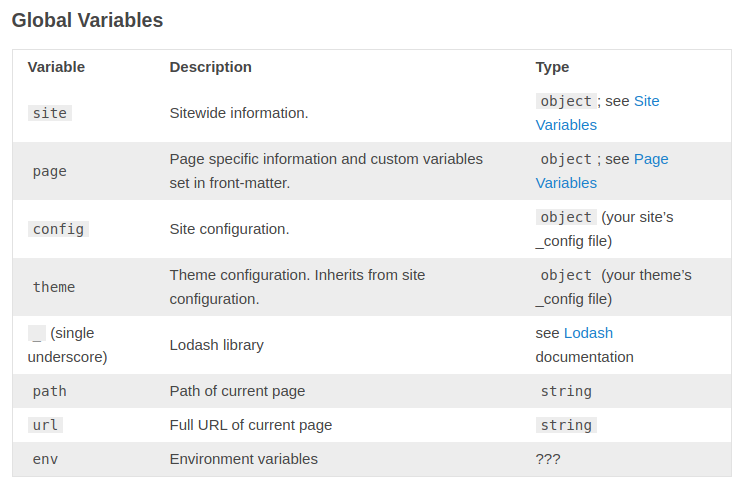 Global Variables
Variable Description Type
site Sitewide information. object; see Site
Variables
page Page specific information and custom variables object; see Page
set in front-matter. Variables
config Site configuration. object (your site’s
_config file)
theme Theme configuration. Inherits from site object (your theme’s
configuration. _config file)
_ (single see Lodash
underscore) Lodash library documentation
path Path of current page string
url Full URL of current page string
env Environment variables ???